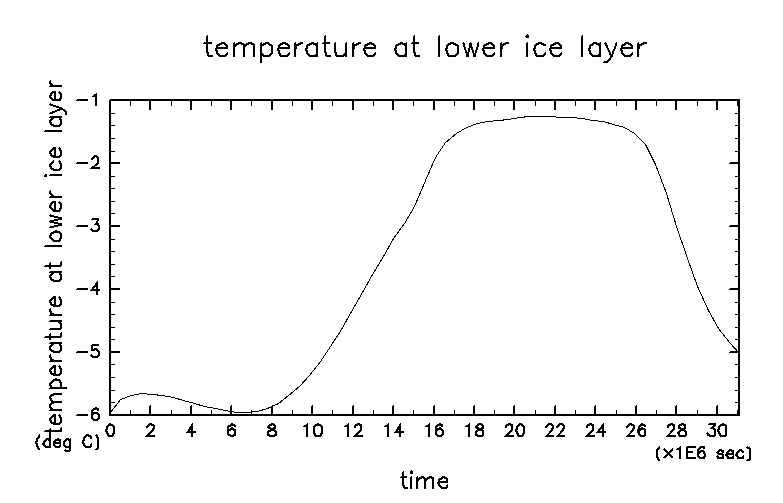 temperature at lower ice layer
temperature at lower ice layer
(deg C)
-1
-2
-3
-4
-5
-6
0 2 4 6 8 10 12 14 16 18 20 22 24 26 28 30
(×1E6 sec)
time